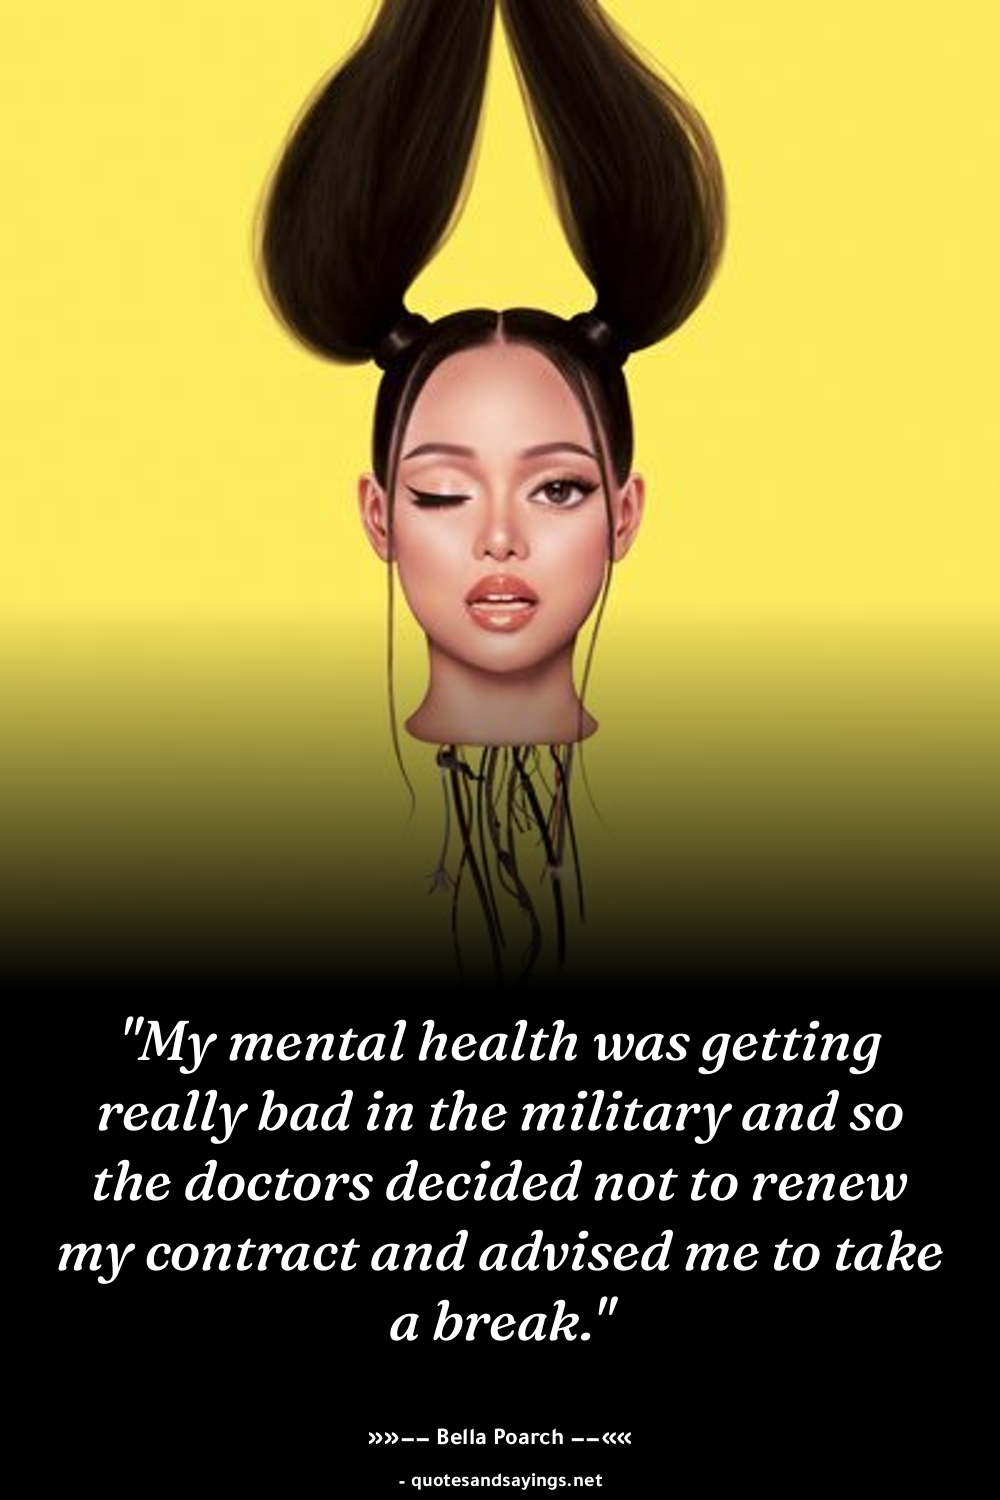 "My mental health was getting
really bad in the military and so
the doctors decided not to renew
my contract and advised me to take
a break."
»»–– Bella Poarch ––««
- quotesandsayings.net